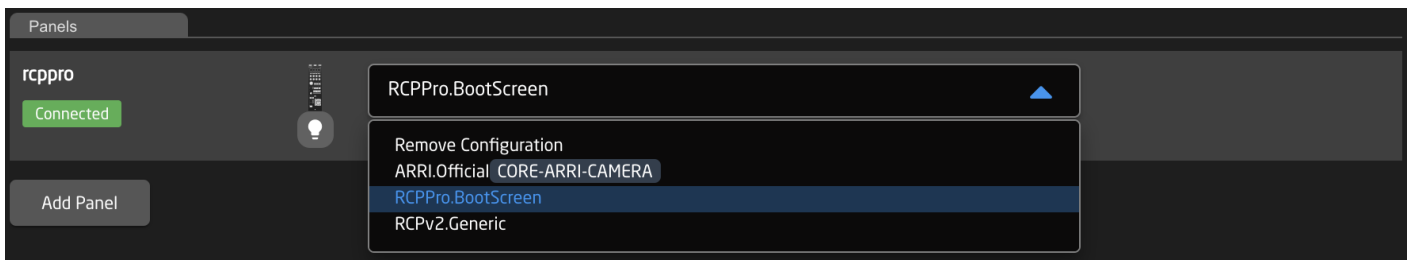 Panels
rcppro
Connected
RCPPro.BootScreen
Remove Configuration
ARRI.Official CORE-ARRI-CAMERA
RCPPro.BootScreen
RCPv2.Generic
Add Panel